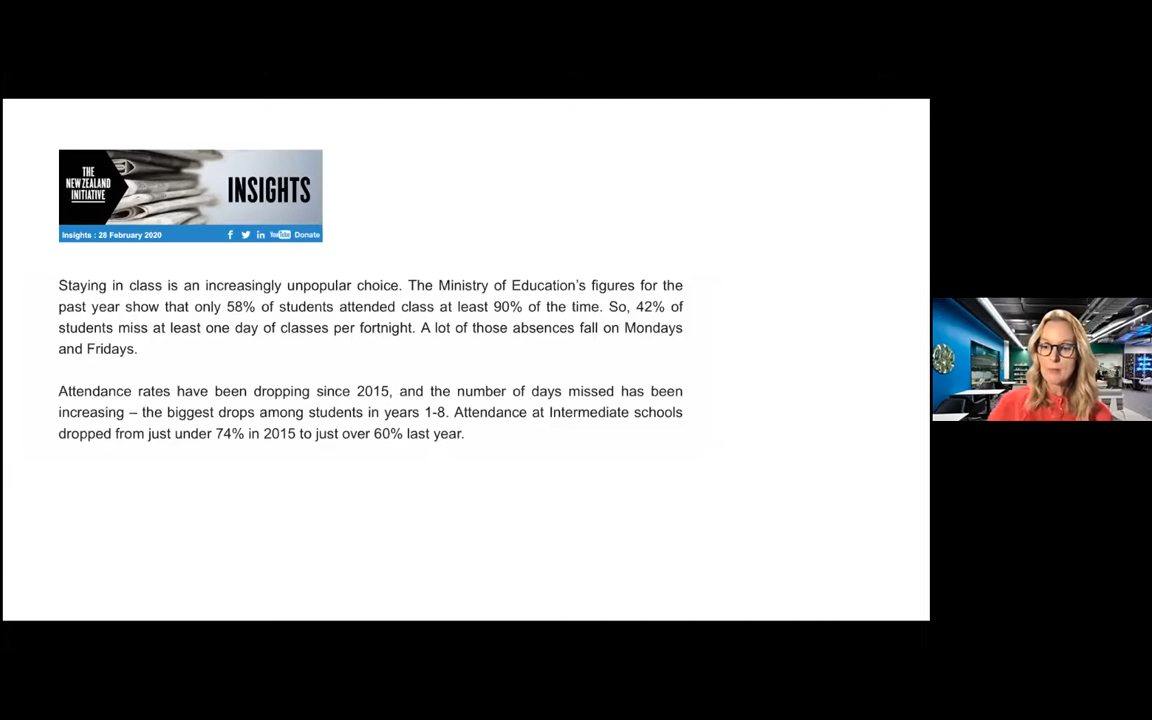 THE
NEW ZEALAND
INITIATIVE
INSIGHTS
Insights : 28 February 2020
YouTube Donate
Staying in class is an increasingly unpopular choice. The Ministry of Education’s figures for the
past year show that only 58% of students attended class at least 90% of the time. So, 42% of
students miss at least one day of classes per fortnight. A lot of those absences fall on Mondays
and Fridays.
Attendance rates have been dropping since 2015, and the number of days missed has been
increasing – the biggest drops among students in years 1-8. Attendance at Intermediate schools
dropped from just under 74% in 2015 to just over 60% last year.